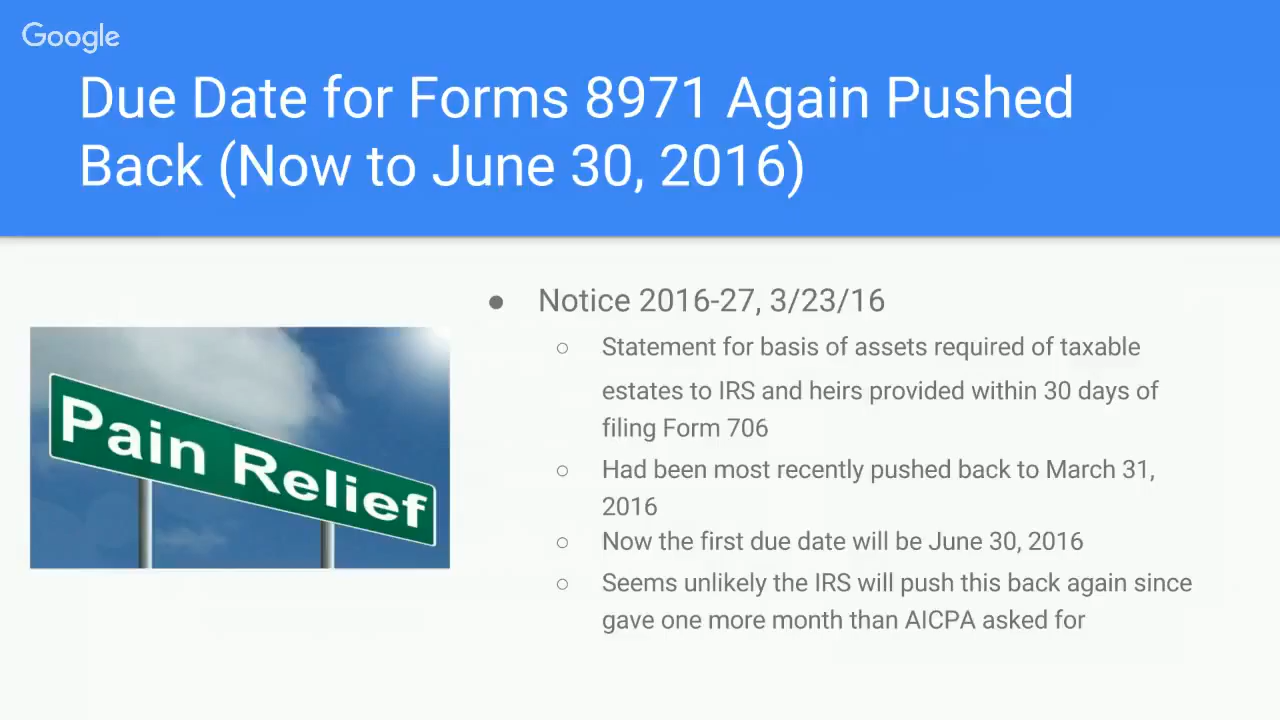 Google
Due Date for Forms 8971 Again Pushed
Back (Now to June 30, 2016)
Pain Relief
● Notice 2016-27, 3/23/16
○ Statement for basis of assets required of taxable
estates to IRS and heirs provided within 30 days of
filing Form 706
○ Had been most recently pushed back to March 31,
2016
○ Now the first due date will be June 30, 2016
○ Seems unlikely the IRS will push this back again since
gave one more month than AICPA asked for